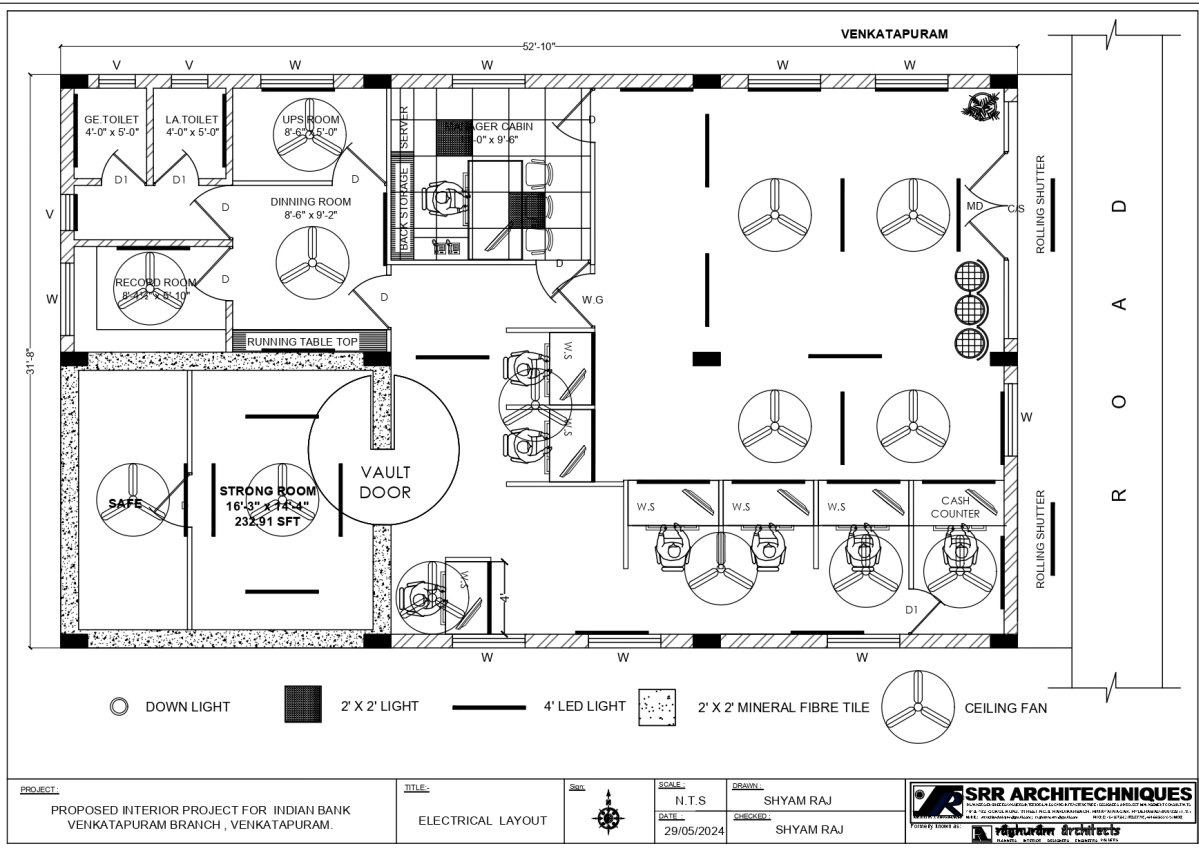 VENKATAPURAM
52'-10"
V
V
W
W
W
W
GE.TOILET
4'-0" x 5'-0"
LA.TOILET
4'-0" x 5'-0"
UPS ROOM
8'-6" x 5'-0"
SERVER
MANAGER CABIN
D
D1
D1
D
D
V
DINNING ROOM
8'-6" x 9'-2"
BACK STORAGE
MD
C/S
ROLLING SHUTTER
ROAD
31'-8"
W
RECORD ROOM
D
D
D
W.G
RUNNING TABLE TOP
W.S
W.S
W
VAULT
DOOR
SAFE
STRONG ROOM
16'-3" x 14'-4"
232.91 SFT
W.S
W.S
W.S
CASH
COUNTER
ROLLING SHUTTER
W.S
4'
D1
W
W
W
DOWN LIGHT
2' X 2' LIGHT
4' LED LIGHT
2' X 2' MINERAL FIBRE TILE
CEILING FAN
PROJECT :
PROPOSED INTERIOR PROJECT FOR INDIAN BANK
VENKATAPURAM BRANCH , VENKATAPURAM.
TITLE:-
ELECTRICAL LAYOUT
Sign:
SCALE :
N.T.S
DATE :
29/05/2024
DRAWN :
SHYAM RAJ
CHECKED :
SHYAM RAJ
SRR ARCHITECHNIQUES
Formerly known as:
raghuram architects